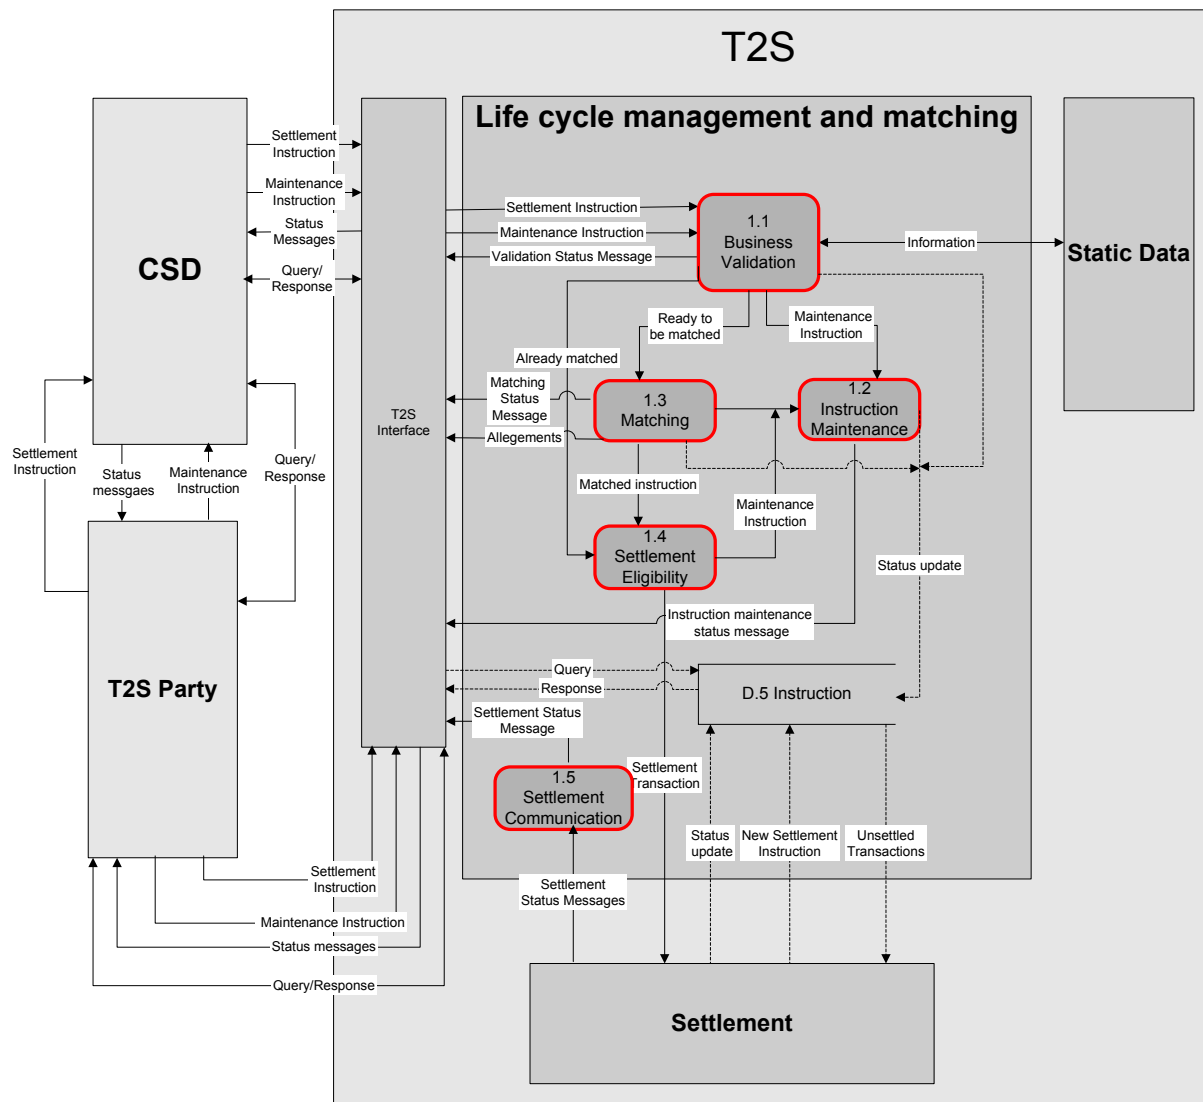 T2S
Life cycle management and matching
CSD
Settlement
Instruction
Maintenance
Instruction
Status
Messages
Query/
Response
T2S
Interface
Settlement Instruction
Maintenance Instruction
Validation Status Message
1.1
Business
Validation
Information
Static Data
Ready to
be matched
Maintenance
Instruction
Already matched
Matching
Status
Message
Allegements
1.3
Matching
1.2
Instruction
Maintenance
Settlement
Instruction
Status
messgaes
Maintenance
Instruction
Query/
Response
Matched instruction
Maintenance
Instruction
1.4
Settlement
Eligibility
Status update
Instruction maintenance
status message
T2S Party
Query
Response
D.5 Instruction
Settlement Status
Message
1.5
Settlement
Communication
Settlement
Transaction
Status
update
New Settlement
Instruction
Unsettled
Transactions
Settlement
Instruction
Settlement
Status Messages
Maintenance Instruction
Status messages
Query/Response
Settlement